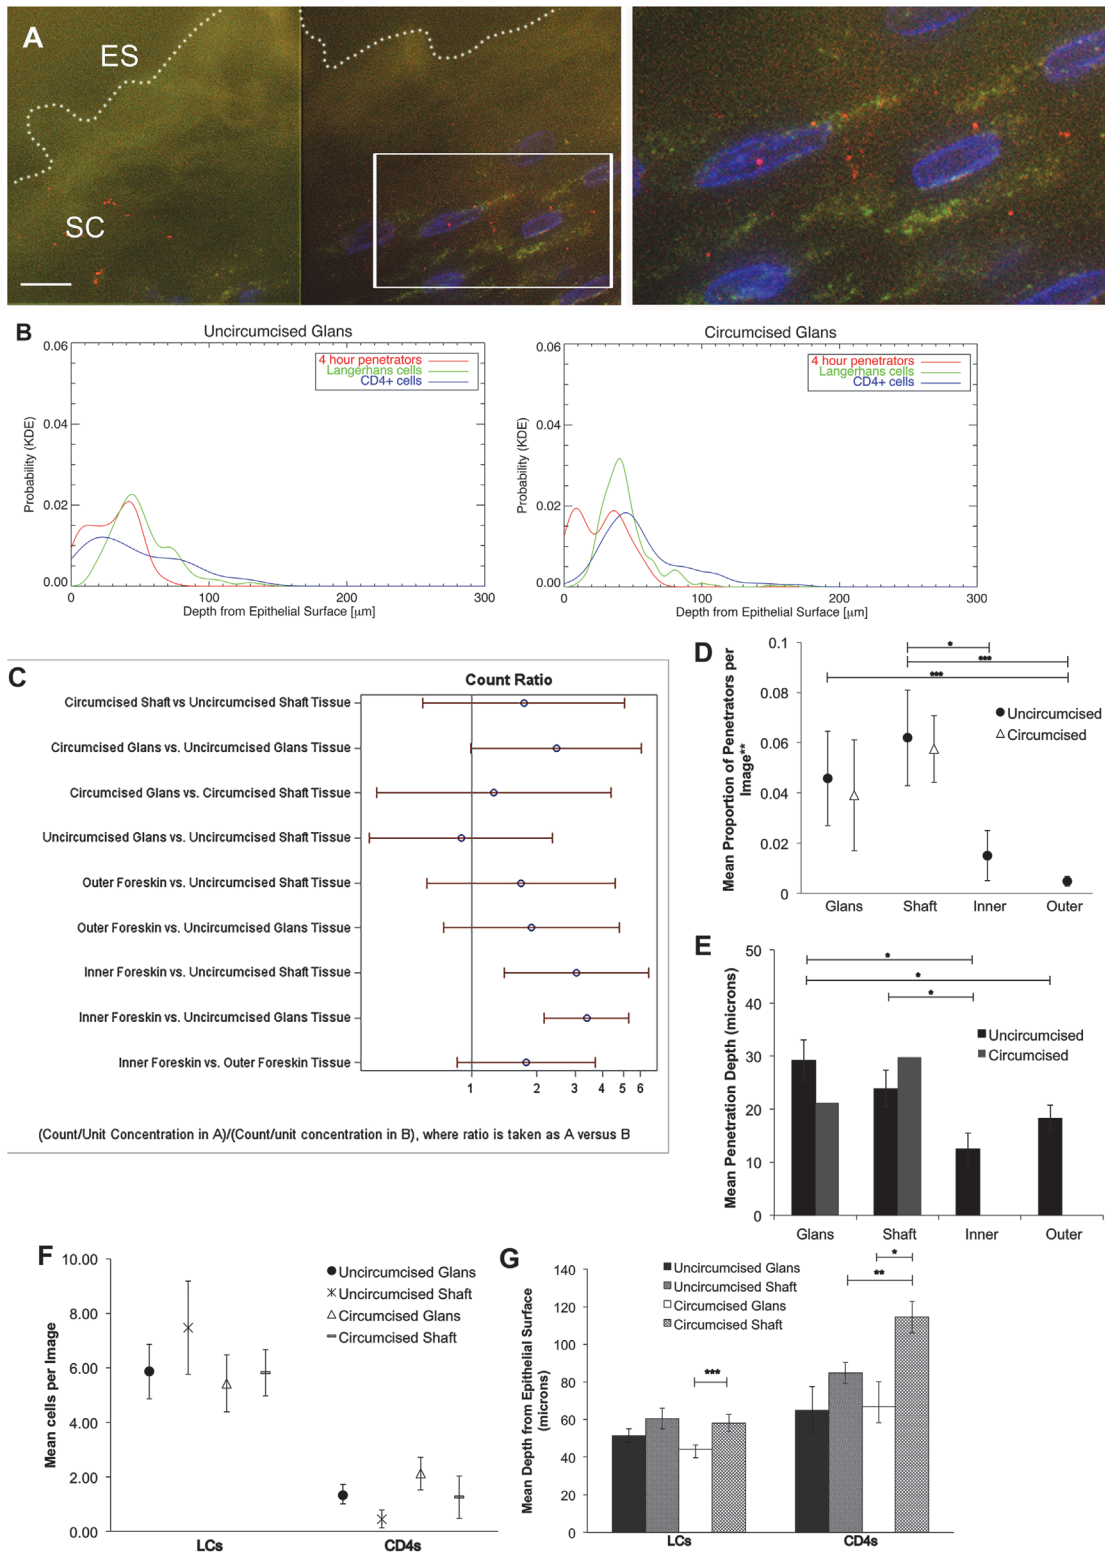 A
ES
SC
B
Uncircumcised Glans
0.06
0.04
0.02
0.00
Probability (KDE)
4 hour penetrators
Langerhans cells
CD4+ cells
0
100
200
300
Depth from Epithelial Surface [µm]
Circumcised Glans
0.06
0.04
0.02
0.00
Probability (KDE)
4 hour penetrators
Langerhans cells
CD4+ cells
0
100
200
300
Depth from Epithelial Surface [µm]
C
Count Ratio
Circumcised Shaft vs Uncircumcised Shaft Tissue
Circumcised Glans vs. Uncircumcised Glans Tissue
Circumcised Glans vs. Circumcised Shaft Tissue
Uncircumcised Glans vs. Uncircumcised Shaft Tissue
Outer Foreskin vs. Uncircumcised Shaft Tissue
Outer Foreskin vs. Uncircumcised Glans Tissue
Inner Foreskin vs. Uncircumcised Shaft Tissue
Inner Foreskin vs. Uncircumcised Glans Tissue
Inner Foreskin vs. Outer Foreskin Tissue
1 2 3 4 5 6
(Count/Unit Concentration in A)/(Count/unit concentration in B), where ratio is taken as A versus B
D
Mean Proportion of Penetrators per
Image**
0.1
0.08
0.06
0.04
0.02
0
*
***
***
Uncircumcised
Circumcised
Glans Shaft Inner Outer
E
Mean Penetration Depth (microns)
50
40
30
20
10
0
*
*
*
Uncircumcised
Circumcised
Glans Shaft Inner Outer
F
Mean cells per Image
10.00
8.00
6.00
4.00
2.00
0.00
Uncircumcised Glans
Uncircumcised Shaft
Circumcised Glans
Circumcised Shaft
LCs CD4s
G
Mean Depth from Epithelial Surface
(microns)
140
120
100
80
60
40
20
0
Uncircumcised Glans
Uncircumcised Shaft
Circumcised Glans
Circumcised Shaft
***
**
*
LCs CD4s